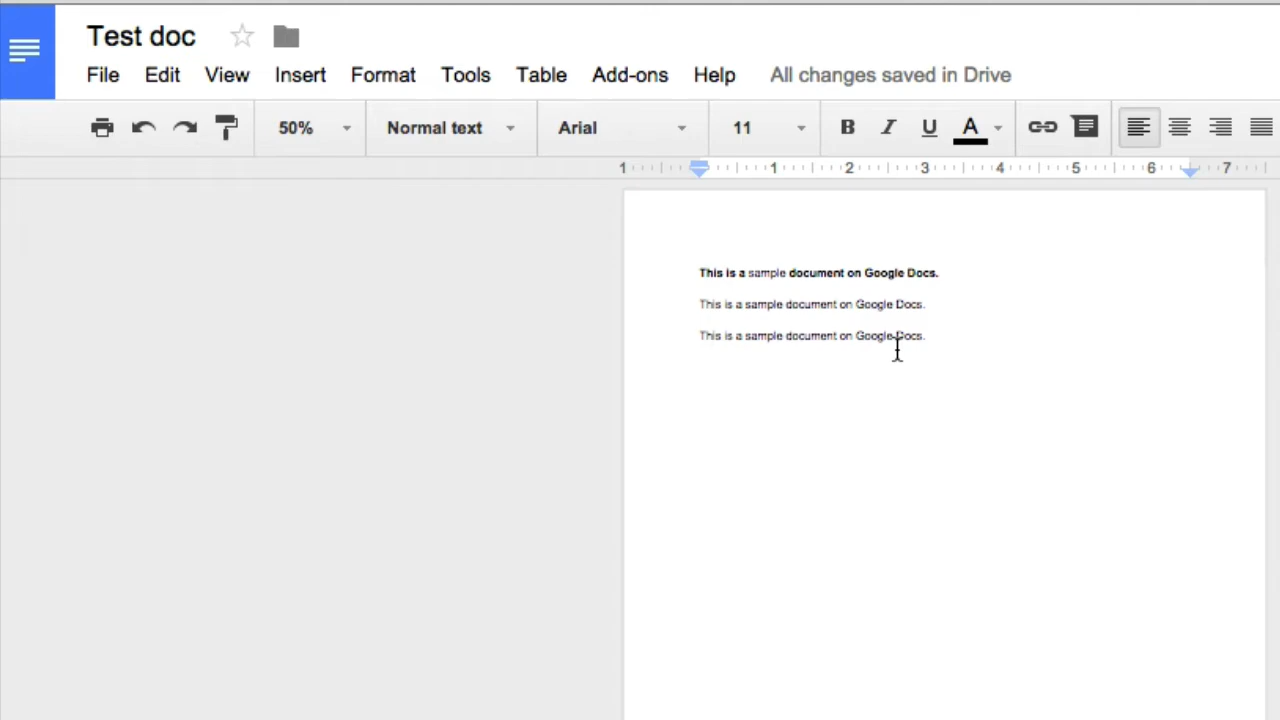 Test doc
File Edit View Insert Format Tools Table Add-ons Help All changes saved in Drive
50% Normal text Arial 11 B I U A
1 1 2 3 4 5 6 7
This is a sample document on Google Docs.
This is a sample document on Google Docs.
This is a sample document on Google Docs.